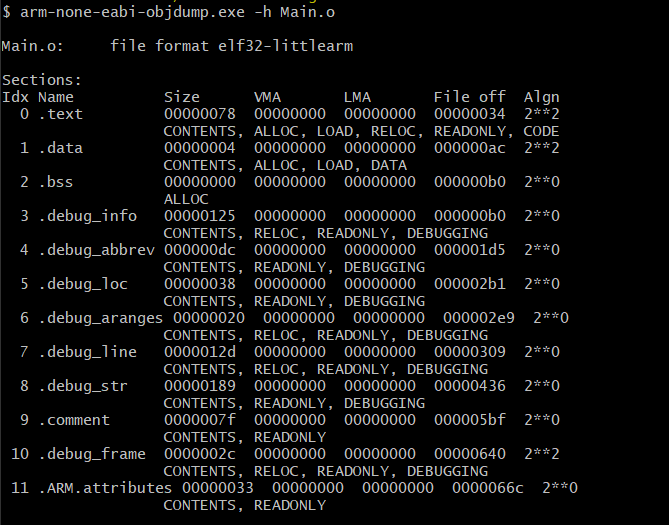 $ arm-none-eabi-objdump.exe -h Main.o
Main.o:     file format elf32-littlearm
Sections:
Idx Name          Size      VMA       LMA       File off  Algn
  0 .text         00000078  00000000  00000000  00000034  2**2
                  CONTENTS, ALLOC, LOAD, RELOC, READONLY, CODE
  1 .data         00000004  00000000  00000000  000000ac  2**2
                  CONTENTS, ALLOC, LOAD, DATA
  2 .bss          00000000  00000000  00000000  000000b0  2**0
                  ALLOC
  3 .debug_info   00000125  00000000  00000000  000000b0  2**0
                  CONTENTS, RELOC, READONLY, DEBUGGING
  4 .debug_abbrev 000000dc  00000000  00000000  000001d5  2**0
                  CONTENTS, READONLY, DEBUGGING
  5 .debug_loc    00000038  00000000  00000000  000002b1  2**0
                  CONTENTS, READONLY, DEBUGGING
  6 .debug_aranges 00000020  00000000  00000000  000002e9  2**0
                  CONTENTS, RELOC, READONLY, DEBUGGING
  7 .debug_line   0000012d  00000000  00000000  00000309  2**0
                  CONTENTS, RELOC, READONLY, DEBUGGING
  8 .debug_str    00000189  00000000  00000000  00000436  2**0
                  CONTENTS, READONLY, DEBUGGING
  9 .comment      0000007f  00000000  00000000  000005bf  2**0
                  CONTENTS, READONLY
 10 .debug_frame  0000002c  00000000  00000000  00000640  2**2
                  CONTENTS, RELOC, READONLY, DEBUGGING
 11 .ARM.attributes 00000033  00000000  00000000  0000066c  2**0
                  CONTENTS, READONLY